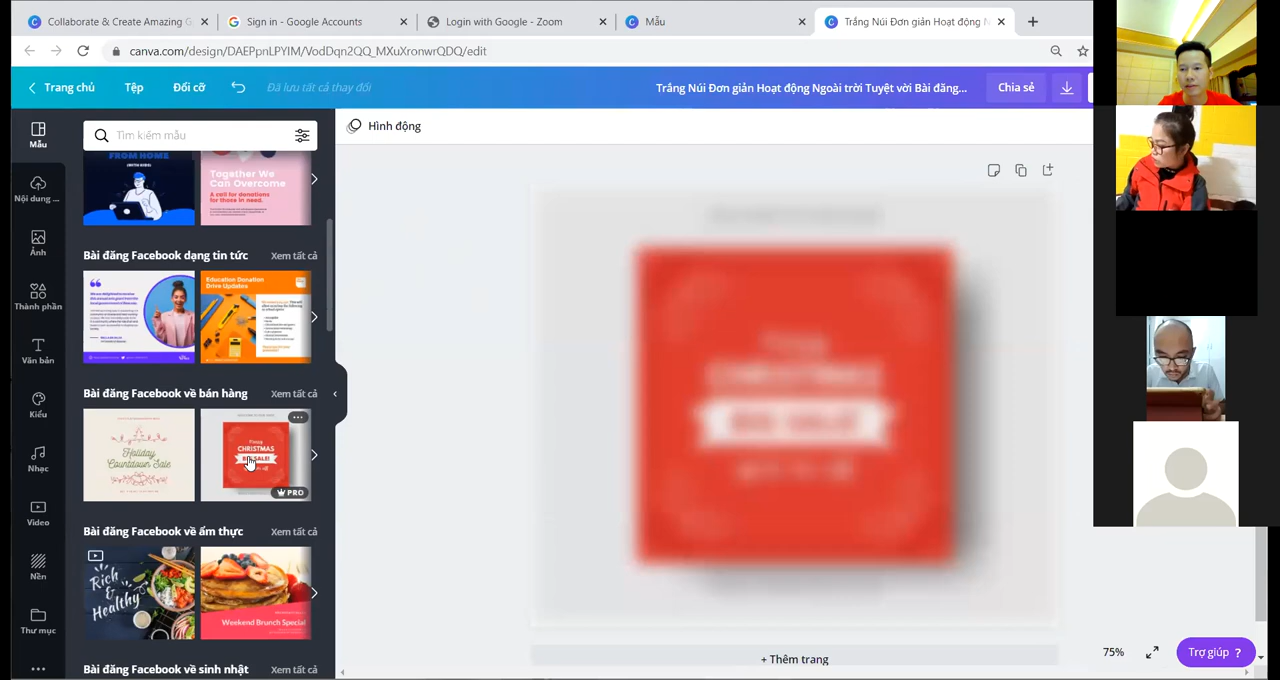 Collaborate & Create Amazing G
Sign in - Google Accounts
Login with Google - Zoom
Mẫu
Trắng Núi Đơn giản Hoạt động N
canva.com/design/DAEPpnLPYIM/VodDqn2QQ_MXuXronwrQDQ/edit
Trang chủ
Tệp
Đổi cỡ
Đã lưu tất cả thay đổi
Trắng Núi Đơn giản Hoạt động Ngoài trời Tuyệt vời Bài đăng...
Chia sẻ
Mẫu
Nội dung ...
Ảnh
Thành phần
Văn bản
Kiểu
Nhạc
Video
Nền
Thư mục
Tìm kiếm mẫu
Hình động
FROM HOME
Together We
Can Overcome
A call for donations
for those in need.
Bài đăng Facebook dạng tin tức
Xem tất cả
Education Donation
Drive Updates
Bài đăng Facebook về bán hàng
Xem tất cả
Holiday
Countdown Sale
CHRISTMAS
BIG SALE!
PRO
Bài đăng Facebook về ẩm thực
Xem tất cả
Rich
&
Healthy
Weekend Brunch Special
Bài đăng Facebook về sinh nhật
Xem tất cả
CHRISTMAS
BIG SALE!
+ Thêm trang
75%
Trợ giúp ?